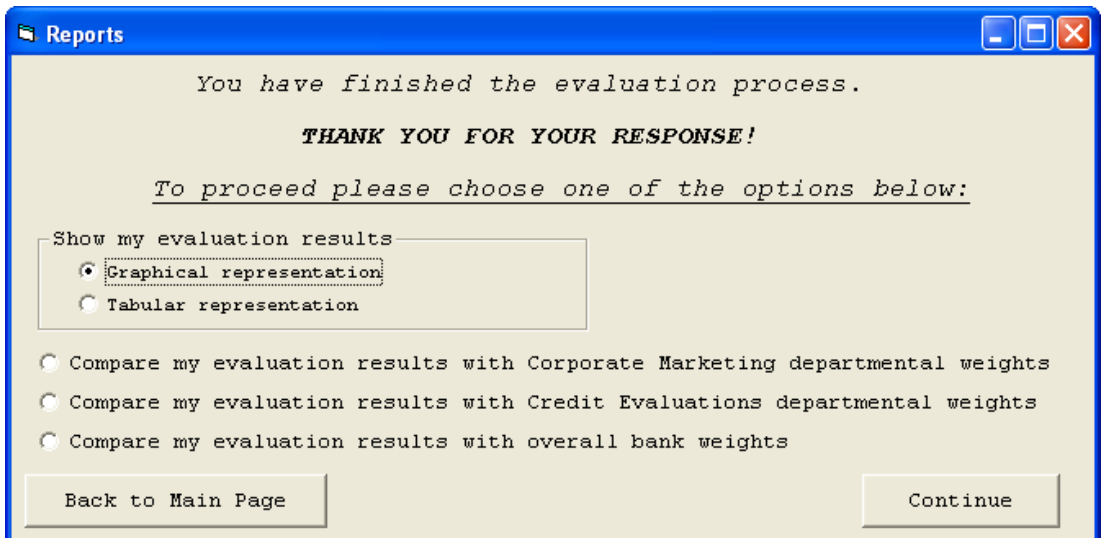 Reports
You have finished the evaluation process.
THANK YOU FOR YOUR RESPONSE!
To proceed please choose one of the options below:
Show my evaluation results
Graphical representation
Tabular representation
Compare my evaluation results with Corporate Marketing departmental weights
Compare my evaluation results with Credit Evaluations departmental weights
Compare my evaluation results with overall bank weights
Back to Main Page
Continue